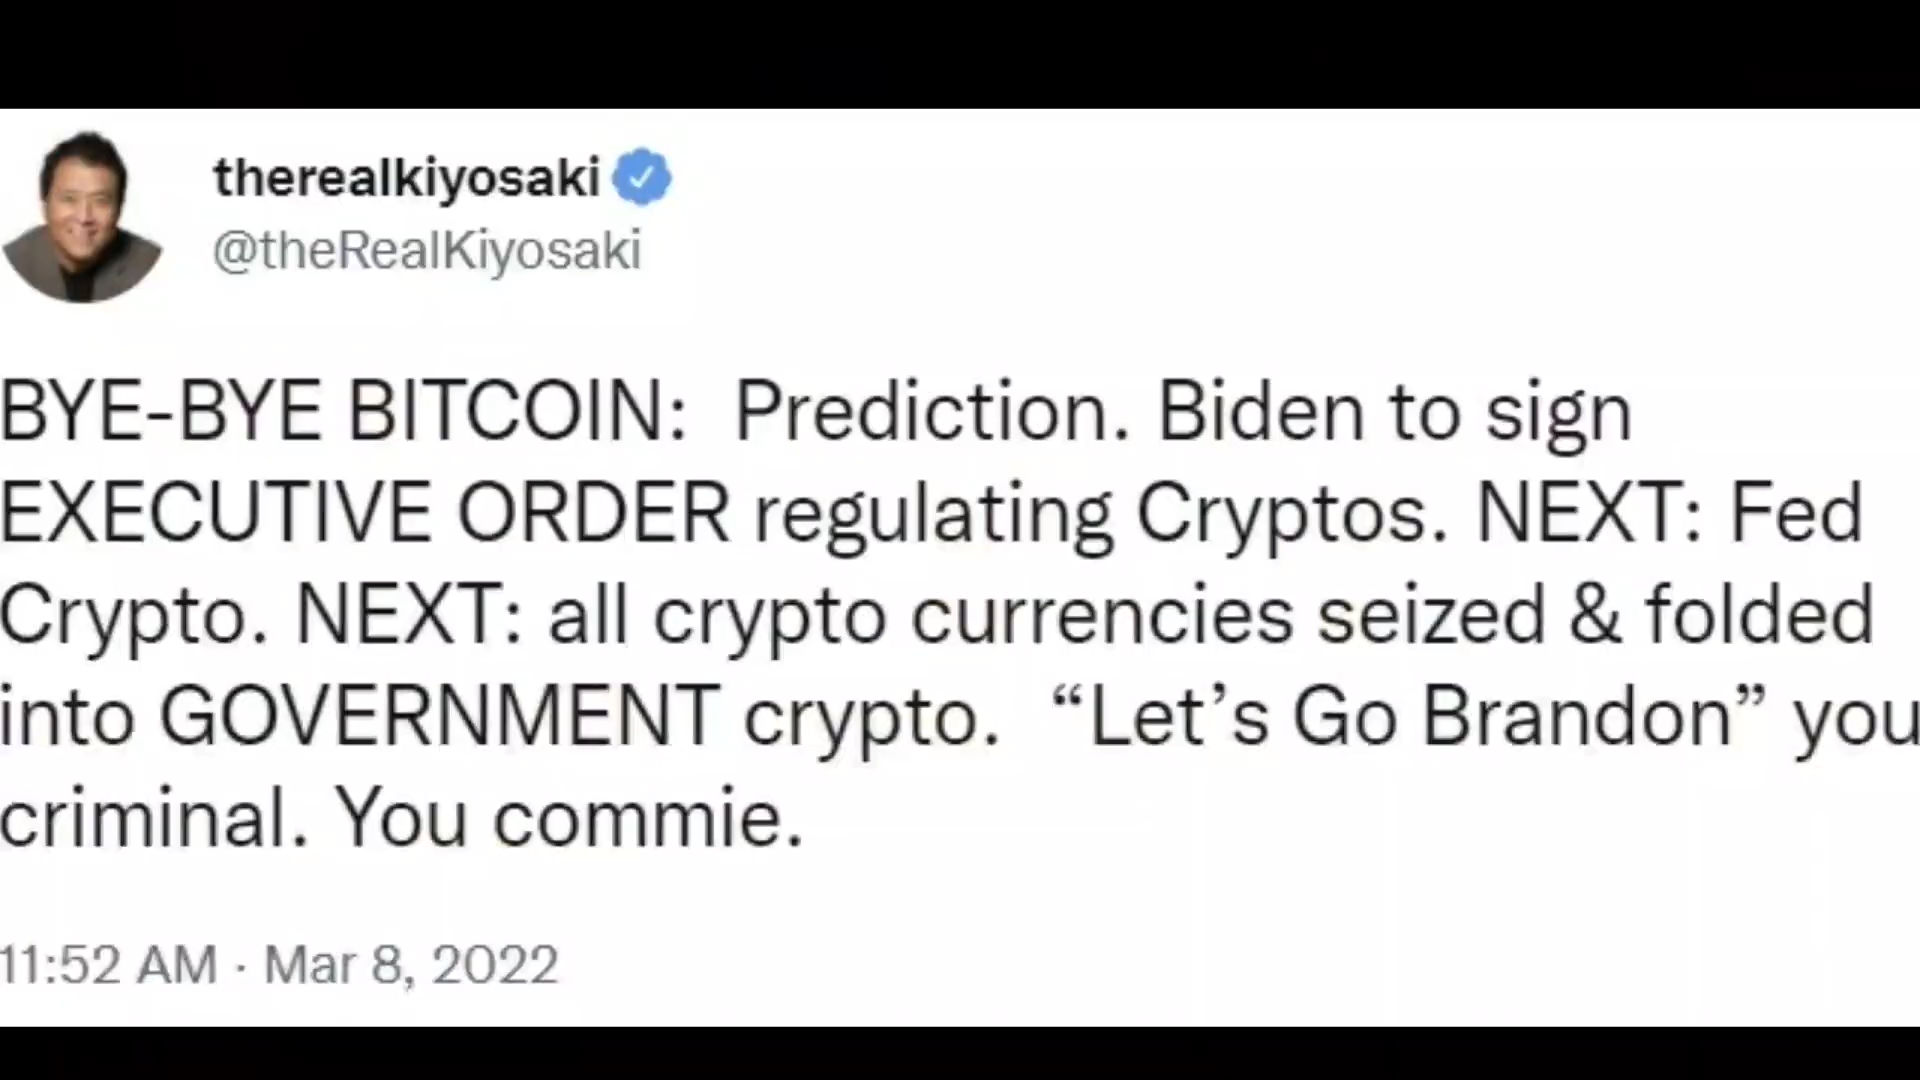 therealkiyosaki
@theRealKiyosaki
BYE-BYE BITCOIN:  Prediction. Biden to sign
EXECUTIVE ORDER regulating Cryptos. NEXT: Fed
Crypto. NEXT: all crypto currencies seized & folded
into GOVERNMENT crypto.  “Let’s Go Brandon” you
criminal. You commie.
11:52 AM · Mar 8, 2022